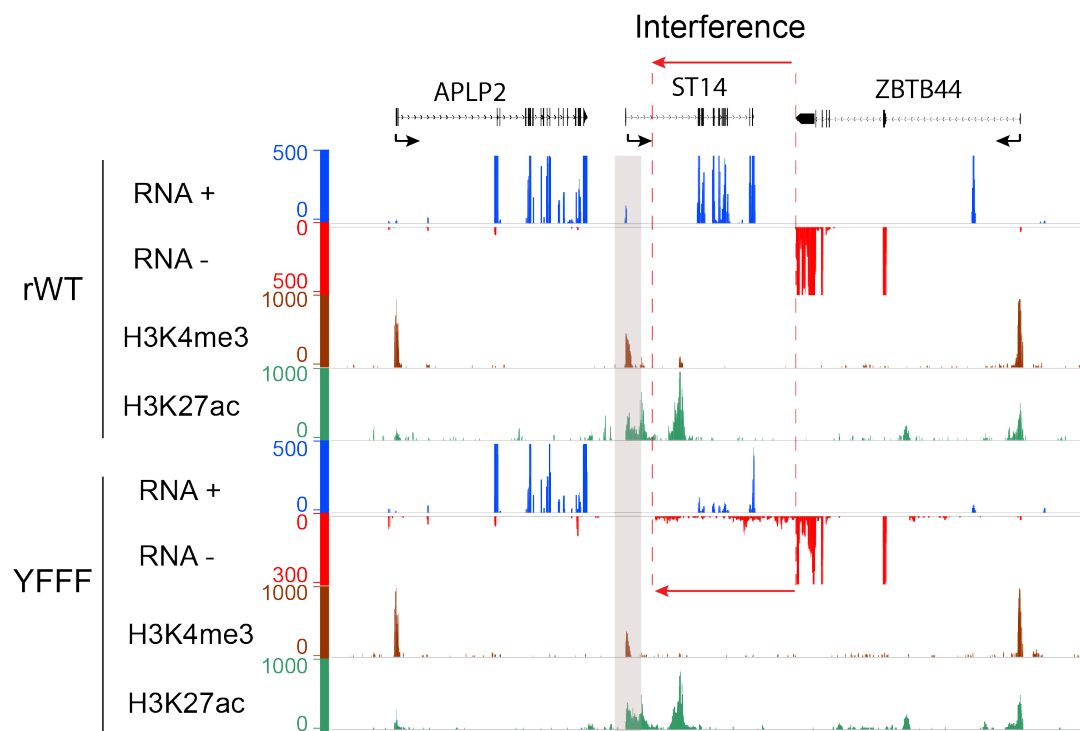 Interference
APLP2
ST14
ZBTB44
rWT
RNA +
500
0
RNA -
0
500
H3K4me3
1000
0
H3K27ac
1000
0
YFFF
RNA +
500
0
RNA -
0
300
H3K4me3
1000
0
H3K27ac
1000
0